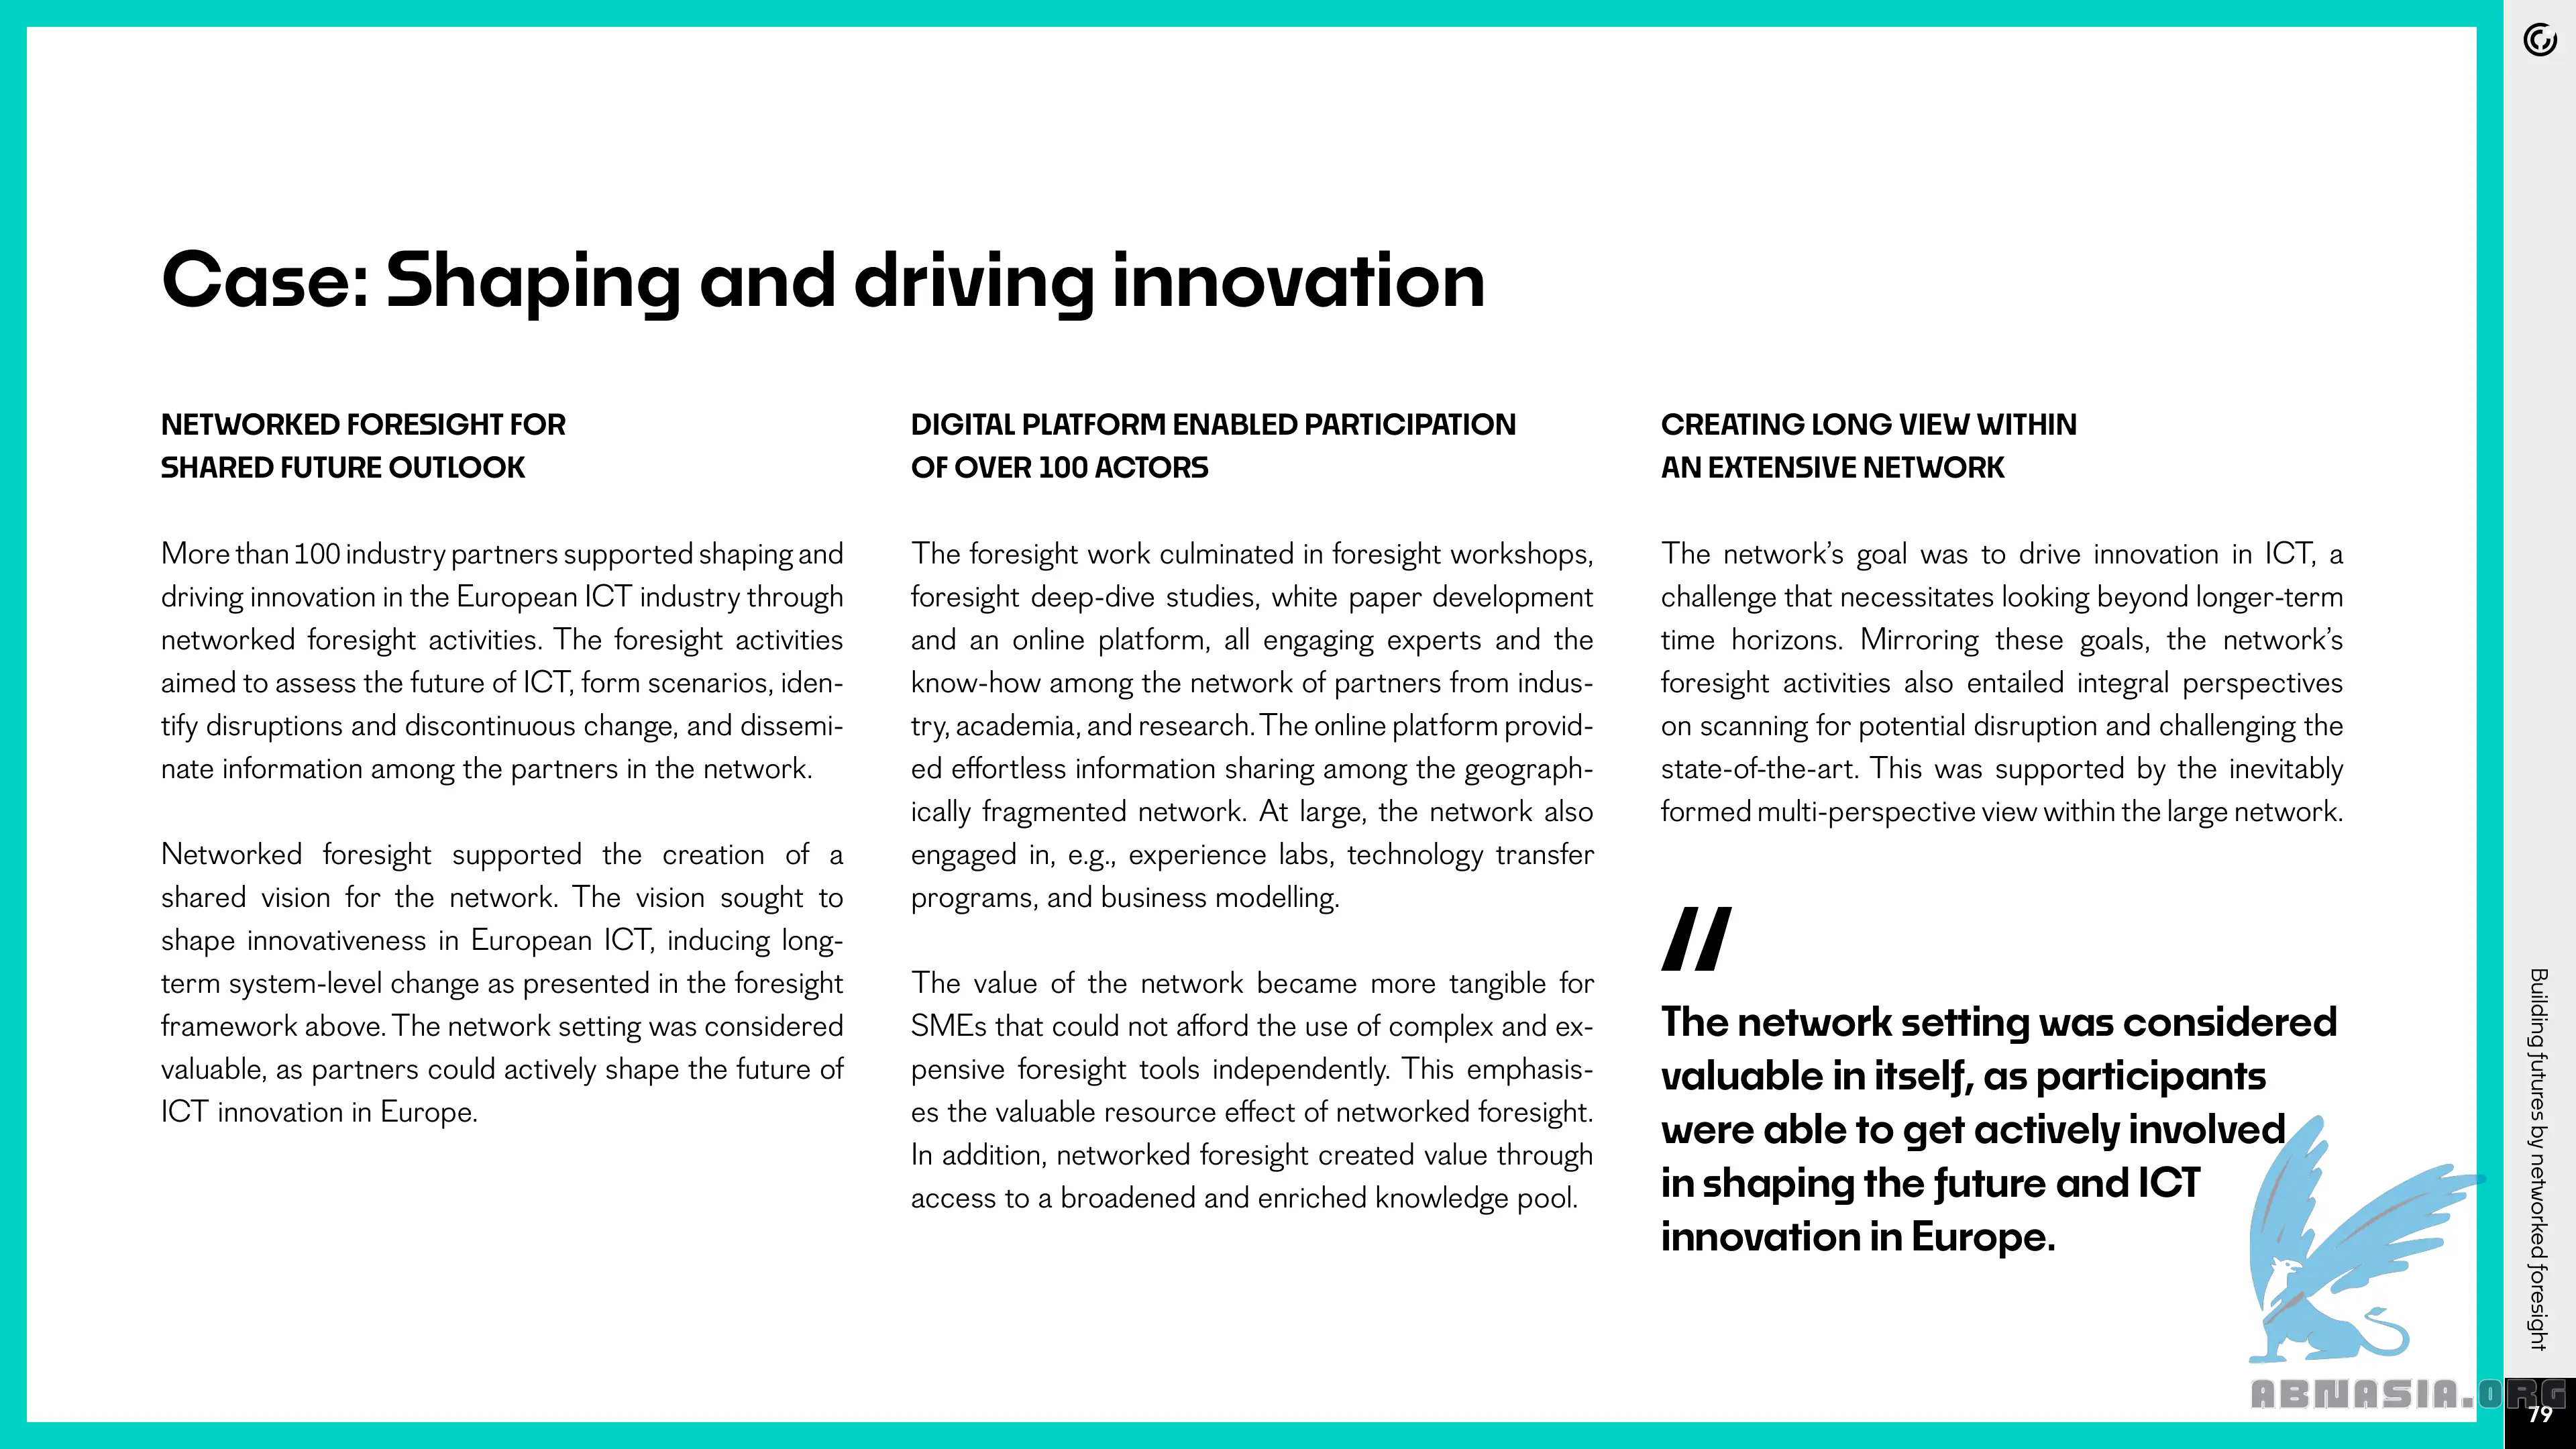 Case: Shaping and driving innovation
NETWORKED FORESIGHT FOR
SHARED FUTURE OUTLOOK
More than 100 industry partners supported shaping and
driving innovation in the European ICT industry through
networked foresight activities. The foresight activities
aimed to assess the future of ICT, form scenarios, iden-
tify disruptions and discontinuous change, and dissemi-
nate information among the partners in the network.
Networked foresight supported the creation of a
shared vision for the network. The vision sought to
shape innovativeness in European ICT, inducing long-
term system-level change as presented in the foresight
framework above. The network setting was considered
valuable, as partners could actively shape the future of
ICT innovation in Europe.
DIGITAL PLATFORM ENABLED PARTICIPATION
OF OVER 100 ACTORS
The foresight work culminated in foresight workshops,
foresight deep-dive studies, white paper development
and an online platform, all engaging experts and the
know-how among the network of partners from indus-
try, academia, and research. The online platform provid-
ed effortless information sharing among the geograph-
ically fragmented network. At large, the network also
engaged in, e.g., experience labs, technology transfer
programs, and business modelling.
The value of the network became more tangible for
SMEs that could not afford the use of complex and ex-
pensive foresight tools independently. This emphasis-
es the valuable resource effect of networked foresight.
In addition, networked foresight created value through
access to a broadened and enriched knowledge pool.
CREATING LONG VIEW WITHIN
AN EXTENSIVE NETWORK
The network's goal was to drive innovation in ICT, a
challenge that necessitates looking beyond longer-term
time horizons. Mirroring these goals, the network's
foresight activities also entailed integral perspectives
on scanning for potential disruption and challenging the
state-of-the-art. This was supported by the inevitably
formed multi-perspective view within the large network.
The network setting was considered
valuable in itself, as participants
were able to get actively involved
in shaping the future and ICT
innovation in Europe.
Building futures by networked foresight
ABNASIA.ORG
79